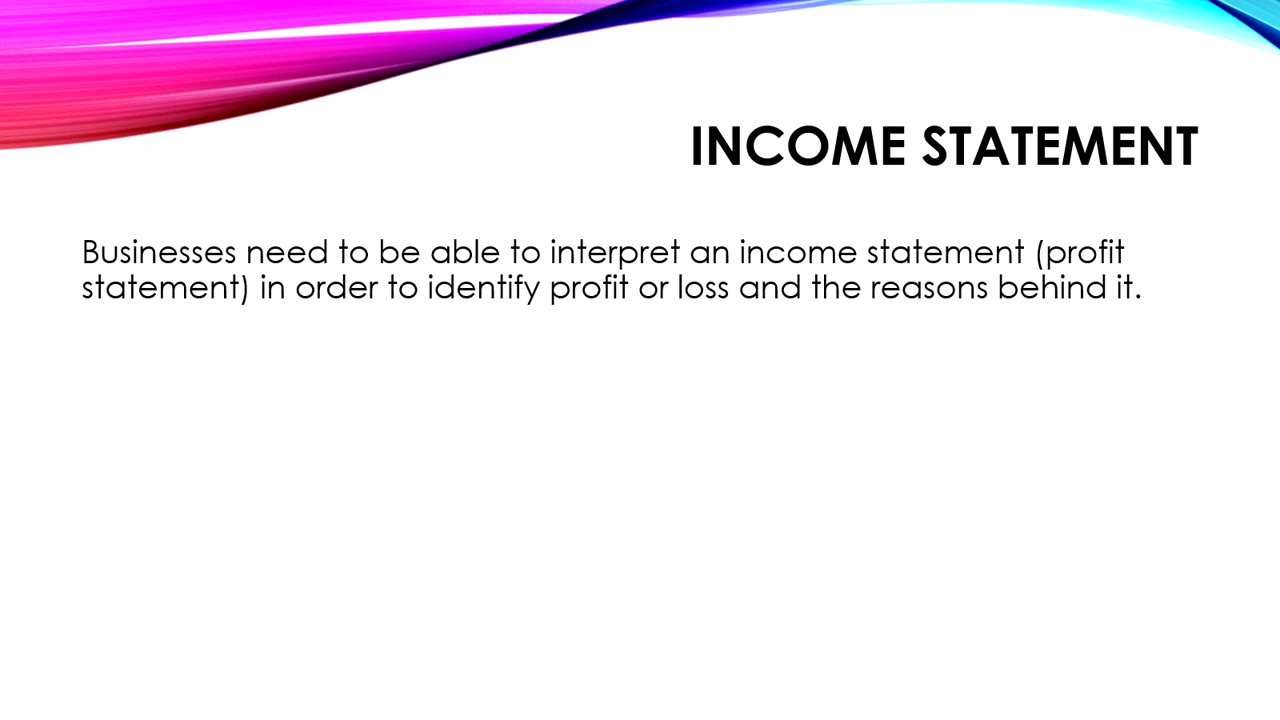 INCOME STATEMENT
Businesses need to be able to interpret an income statement (profit
statement) in order to identify profit or loss and the reasons behind it.